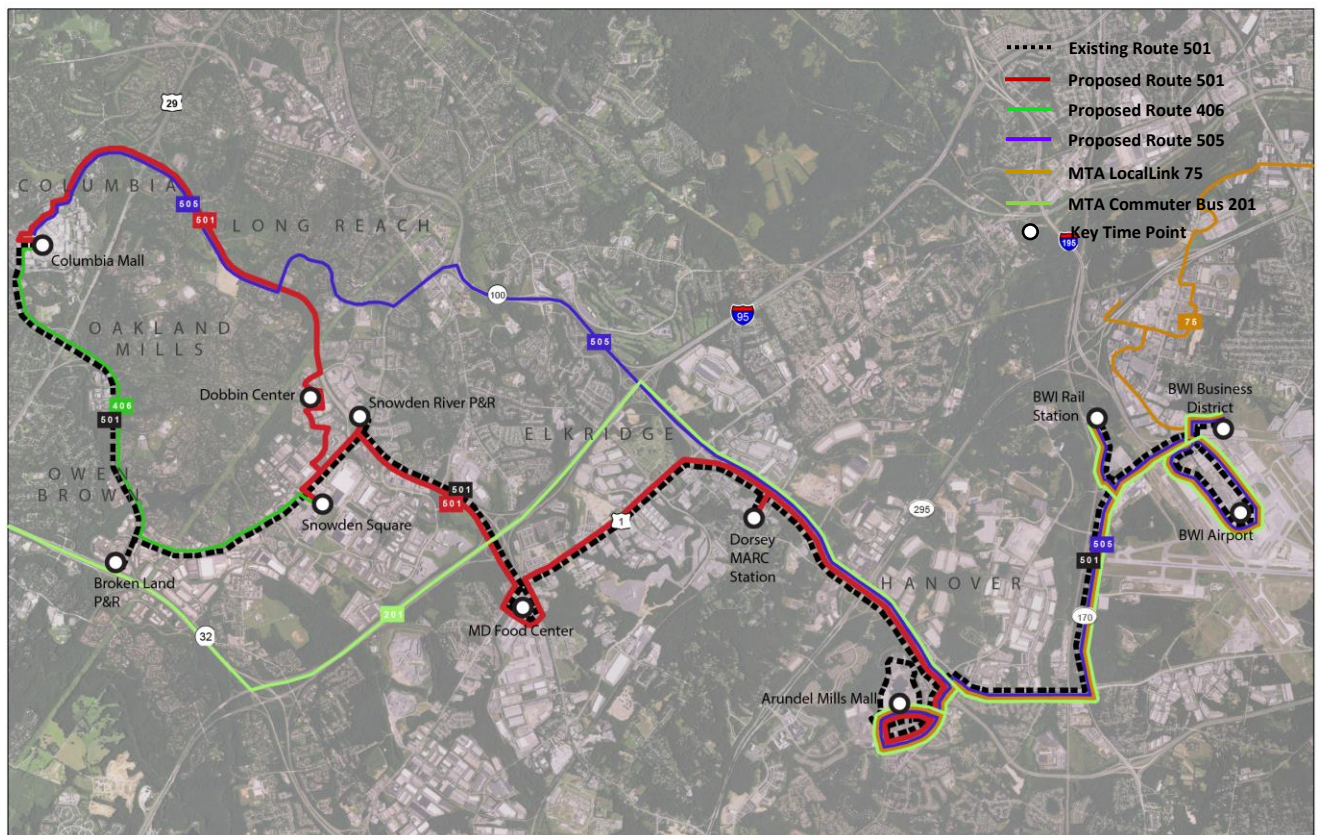 Existing Route 501
Proposed Route 501
Proposed Route 406
Proposed Route 505
MTA LocalLink 75
MTA Commuter Bus 201
Key Time Point
29
195
COLUMBIA
505
501
LONG REACH
Columbia Mall
100
95
75
OAKLAND
MILLS
505
Dobbin Center
Snowden River P&R
BWI Rail
Station
BWI Business
District
406
501
ELKRIDGE
OWEN
BROWN
501
501
Snowden Square
1
295
Dorsey
MARC
Station
BWI Airport
505
501
Broken Land
P&R
HANOVER
201
MD Food Center
170
32
Arundel Mills Mall